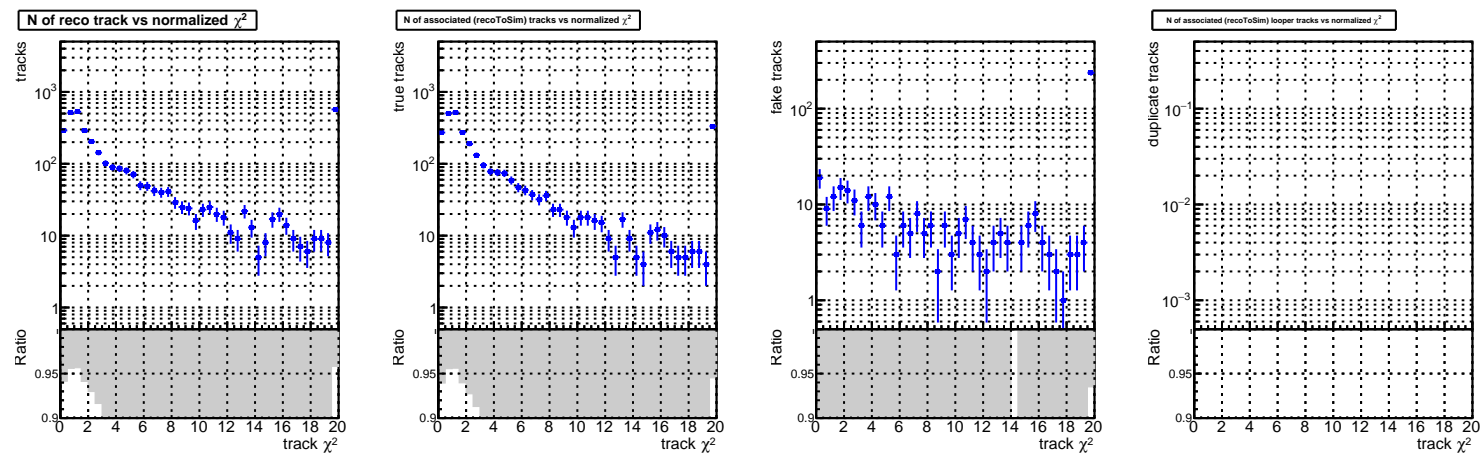 N of reco track vs normalized χ²
tracks
10³
10²
10
1
Ratio
0.95
0.9
0 2 4 6 8 10 12 14 16 18 20
track χ²
N of associated (recoToSim) tracks vs normalized χ²
true tracks
10³
10²
10
1
Ratio
0.95
0.9
0 2 4 6 8 10 12 14 16 18 20
track χ²
fake tracks
10²
10
1
Ratio
0.95
0.9
0 2 4 6 8 10 12 14 16 18 20
track χ²
N of associated (recoToSim) looper tracks vs normalized χ²
duplicate tracks
10⁻¹
10⁻²
10⁻³
Ratio
0.95
0.9
0 2 4 6 8 10 12 14 16 18 20
track χ²